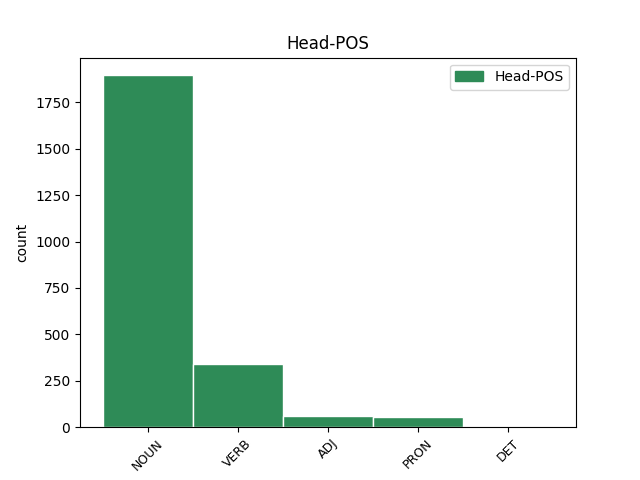 Head-POS
Head-POS
1750
1500
1250
1000
750
500
250
0
count
NOUN
VERB
ADJ
PRON
DET